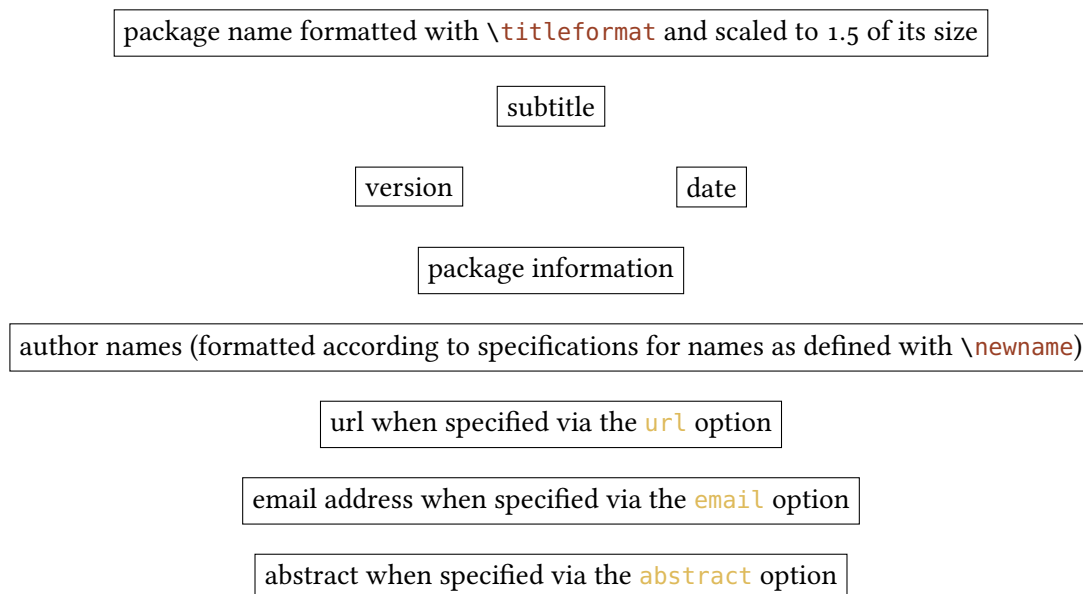 package name formatted with \titleformat and scaled to 1.5 of its size
subtitle
version date
package information
author names (formatted according to specifications for names as defined with \newname)
url when specified via the url option
email address when specified via the email option
abstract when specified via the abstract option